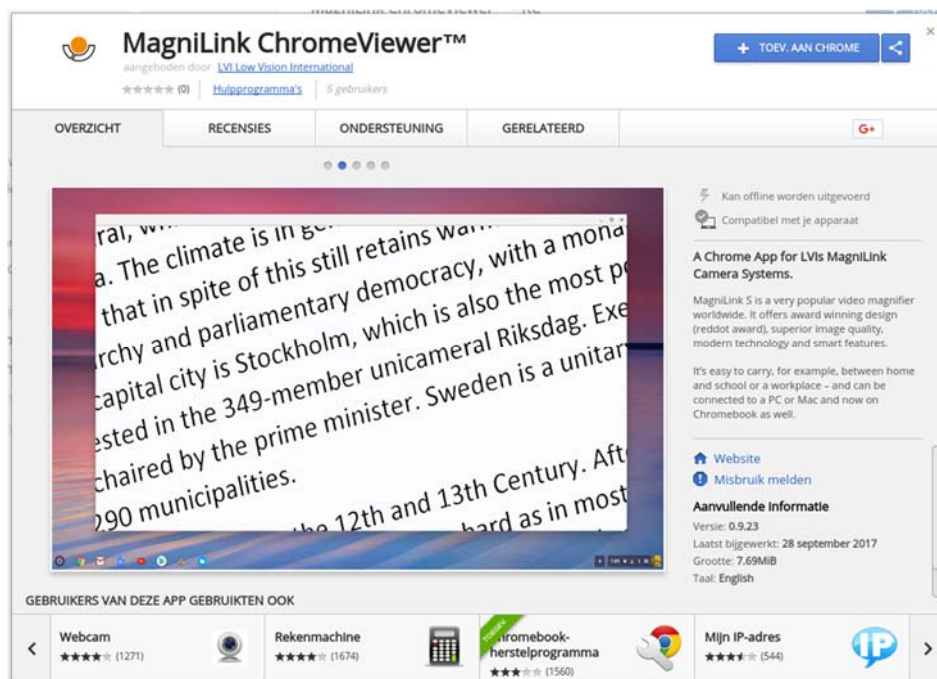 MagniLink ChromeViewer™
aangeboden door LVI Low Vision International
(0) Hulpprogramma's 5 gebruikers
+ TOEV. AAN CHROME
OVERZICHT RECENSIES ONDERSTEUNING GERELATEERD
G+
ral,
a. The climate is in
that in spite of this still retains
rchy and parliamentary democracy, with a mona
capital city is Stockholm, which is also the most po
ested in the 349-member unicameral Riksdag. Exe
chaired by the prime minister. Sweden is a unitar
290 municipalities.
he 12th and 13th Century. Afte
hard as in most
Kan offline worden uitgevoerd
Compatibel met je apparaat
A Chrome App for LVIs MagniLink
Camera Systems.
MagniLink S is a very popular video magnifier
worldwide. It offers award winning design
(reddot award), superior image quality,
modern technology and smart features.
It's easy to carry, for example, between home
and school or a workplace – and can be
connected to a PC or Mac and now on
Chromebook as well.
Website
Misbruik melden
Aanvullende informatie
Versie: 0.9.23
Laatst bijgewerkt: 28 september 2017
Grootte: 7.69MiB
Taal: English
GEBRUIKERS VAN DEZE APP GEBRUIKTEN OOK
Webcam
(1271)
Rekenmachine
(1674)
TOEGEV.
Chromebook-
herstelprogramma
(1560)
Mijn IP-adres
(544)
IP